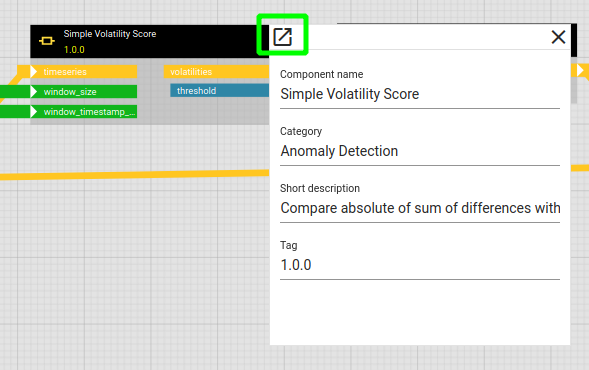 Simple Volatility Score
1.0.0
timeseries
volatilities
window_size
threshold
window_timestamp_...
Component name
Simple Volatility Score
Category
Anomaly Detection
Short description
Compare absolute of sum of differences with
Tag
1.0.0